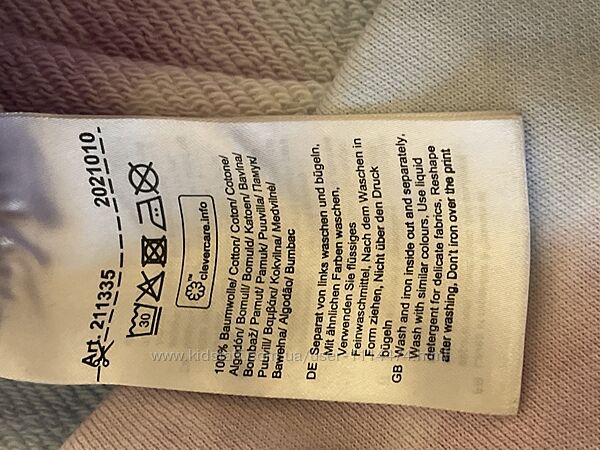 Art. 211335 2021010
30
clevercare.info
100% Baumwolle/ Cotton/ Coton/ Cotone/
Algodón/ Bomull/ Bomuld/ Katoen/ Bavlna/
Bombaž/ Pamut/ Pamuk/ Puuvilla/ Памук/
Puuvill/ Βαμβάκι/ Kokvilna/ Medvilnė/
Bawełna/ Algodão/ Bumbac
DE Separat von links waschen und bügeln,
Mit ähnlichen Farben waschen,
Verwenden Sie flüssiges
Feinwaschmittel, Nach dem Waschen in
Form ziehen, Nicht über den Druck
bügeln
GB Wash and iron inside out and separately,
Wash with similar colours, Use liquid
detergent for delicate fabrics, Reshape
after washing, Don't iron over the print